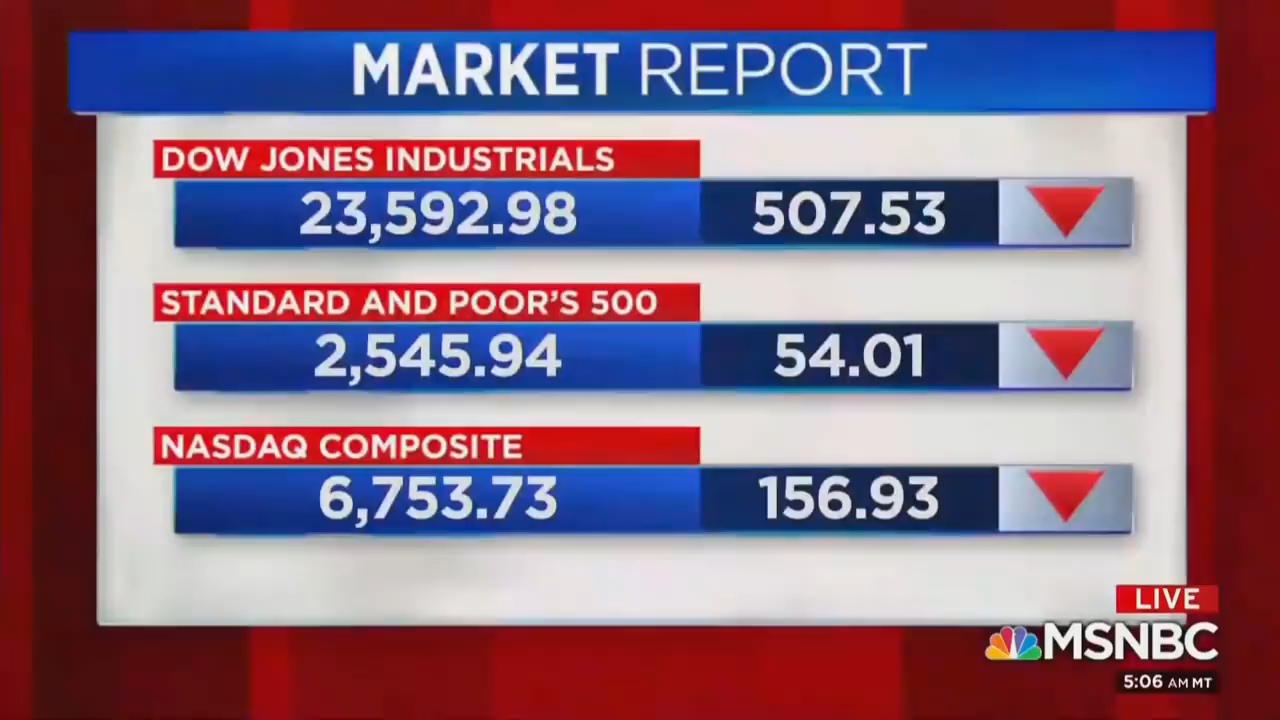 MARKET REPORT
DOW JONES INDUSTRIALS
23,592.98 507.53
STANDARD AND POOR'S 500
2,545.94 54.01
NASDAQ COMPOSITE
6,753.73 156.93
LIVE
MSNBC
5:06 AM MT